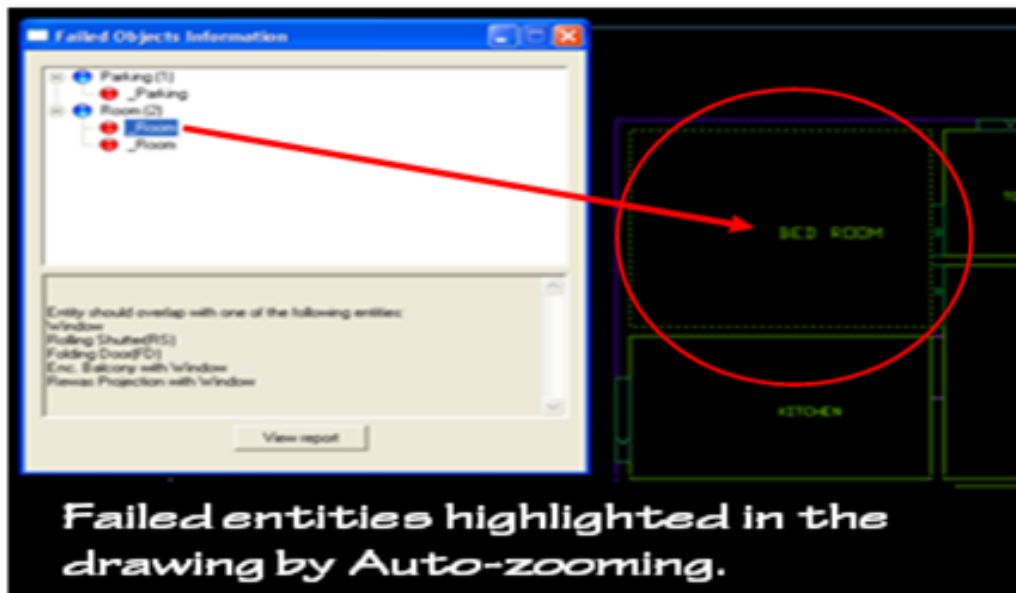 Failed Objects Information
Parking (1)
_Parking
Room (2)
_Room
_Room
Entity should overlap with one of the following entities:
Window
Rolling Shutter(RS)
Folding Door(FD)
Enc. Balcony with Window
Rewas Projection with Window
View report
BED ROOM
TO
KITCHEN
Failed entities highlighted in the
drawing by Auto-zooming.